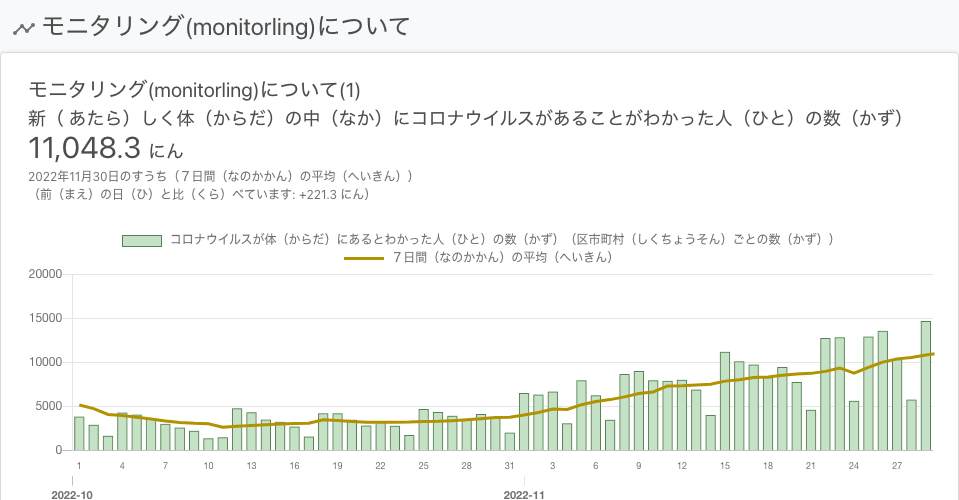 モニタリング(monitorling)について
モニタリング(monitorling)について(1)
新（ あたら）しく体（からだ）の中（なか）にコロナウイルスがあることがわかった人（ひと）の数（かず）
11,048.3 にん
2022年11月30日のすうち（７日間（なのかかん）の平均（へいきん））
（前（まえ）の日（ひ）と比（くら）べています: +221.3 にん）
コロナウイルスが体（からだ）にあるとわかった人（ひと）の数（かず）（区市町村（しくちょうそん）ごとの数（かず））
７日間（なのかかん）の平均（へいきん）
20000
15000
10000
5000
0
1 4 7 10 13 16 19 22 25 28 31 3 6 9 12 15 18 21 24 27
2022-10 2022-11